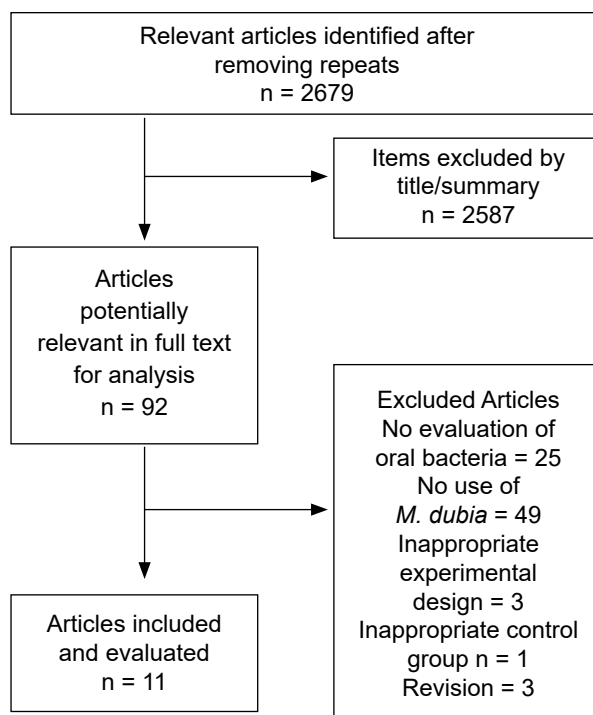 Relevant articles identified after
removing repeats
n = 2679
Items excluded by
title/summary
n = 2587
Articles
potentially
relevant in full text
for analysis
n = 92
Excluded Articles
No evaluation of
oral bacteria = 25
No use of
M. dubia = 49
Inappropriate
experimental
design = 3
Inappropriate control
group n = 1
Revision = 3
Articles included
and evaluated
n = 11